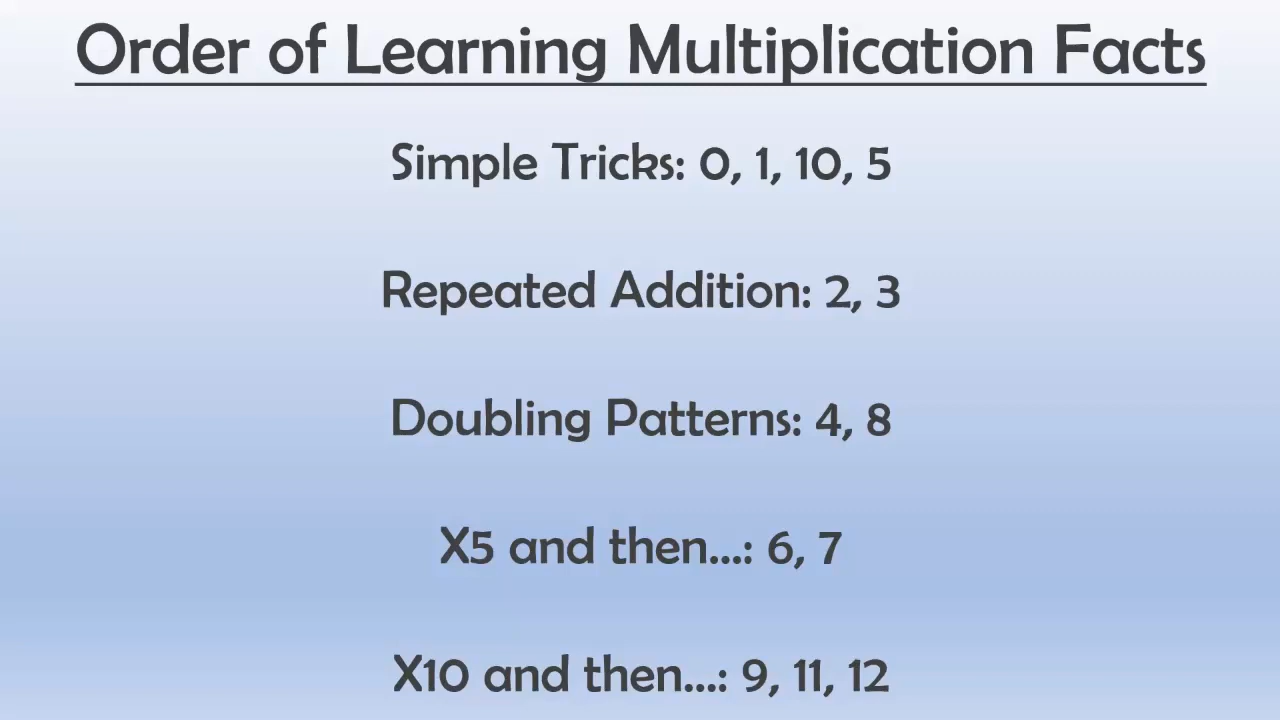 Order of Learning Multiplication Facts
Simple Tricks: 0, 1, 10, 5
Repeated Addition: 2, 3
Doubling Patterns: 4, 8
X5 and then...: 6, 7
X10 and then...: 9, 11, 12